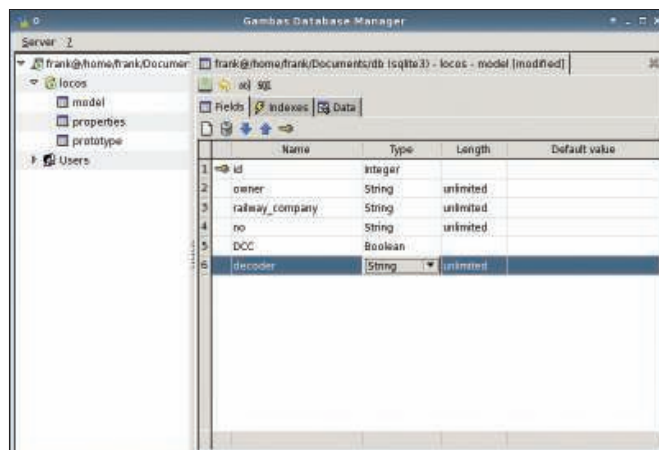 Gambas Database Manager
Server ?
frank@/home/frank/Documer
locos
model
properties
prototype
Users
frank@/home/frank/Documents/db (sqlite3) - locos - model [modified]
SQL
Fields Indexes Data
Name Type Length Default value
1 id Integer
2 owner String unlimited
3 railway_company String unlimited
4 no String unlimited
5 DCC Boolean
6 decoder String unlimited